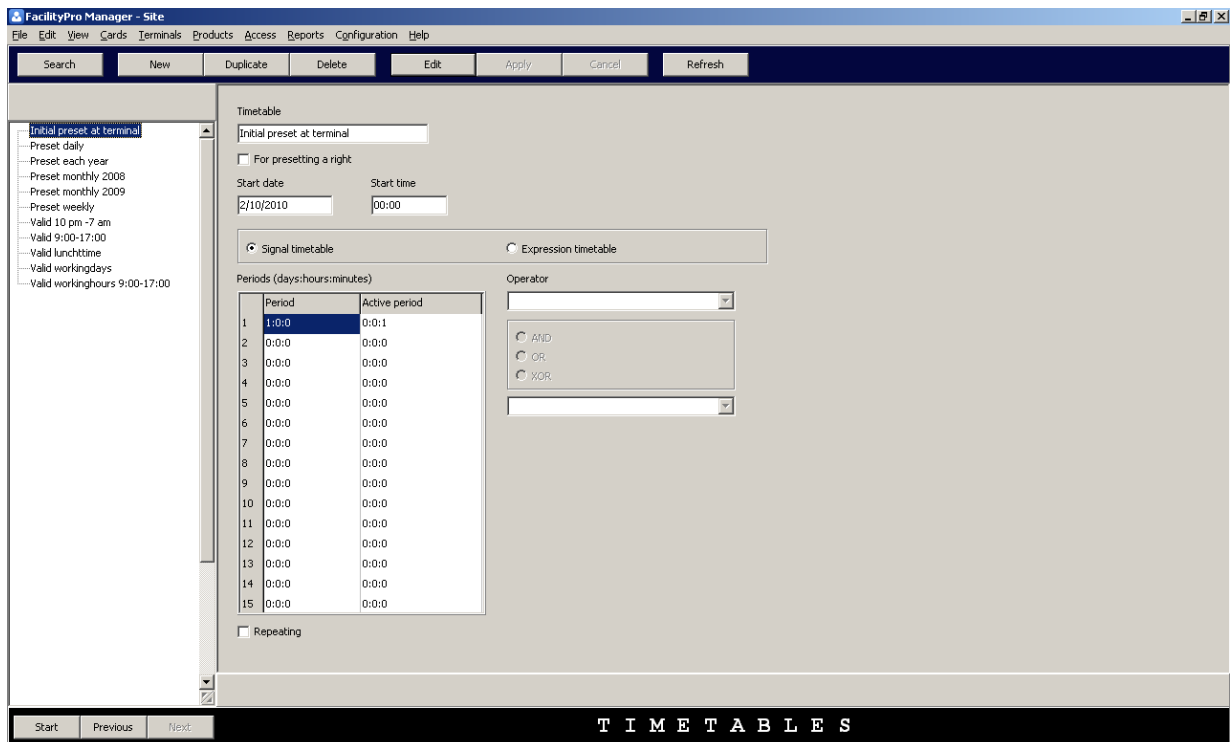 FacilityPro Manager - Site
File Edit View Cards Terminals Products Access Reports Configuration Help
Search New Duplicate Delete Edit Apply Cancel Refresh
Initial preset at terminal
Preset daily
Preset each year
Preset monthly 2008
Preset monthly 2009
Preset weekly
Valid 10 pm -7 am
Valid 9:00-17:00
Valid lunchttime
Valid workingdays
Valid workinghours 9:00-17:00
Timetable
Initial preset at terminal
For presetting a right
Start date Start time
2/10/2010 00:00
Signal timetable Expression timetable
Periods (days:hours:minutes)
Period Active period
1 1:0:0 0:0:1
2 0:0:0 0:0:0
3 0:0:0 0:0:0
4 0:0:0 0:0:0
5 0:0:0 0:0:0
6 0:0:0 0:0:0
7 0:0:0 0:0:0
8 0:0:0 0:0:0
9 0:0:0 0:0:0
10 0:0:0 0:0:0
11 0:0:0 0:0:0
12 0:0:0 0:0:0
13 0:0:0 0:0:0
14 0:0:0 0:0:0
15 0:0:0 0:0:0
Repeating
Operator
AND
OR
XOR
Start Previous Next
TIMETABLES